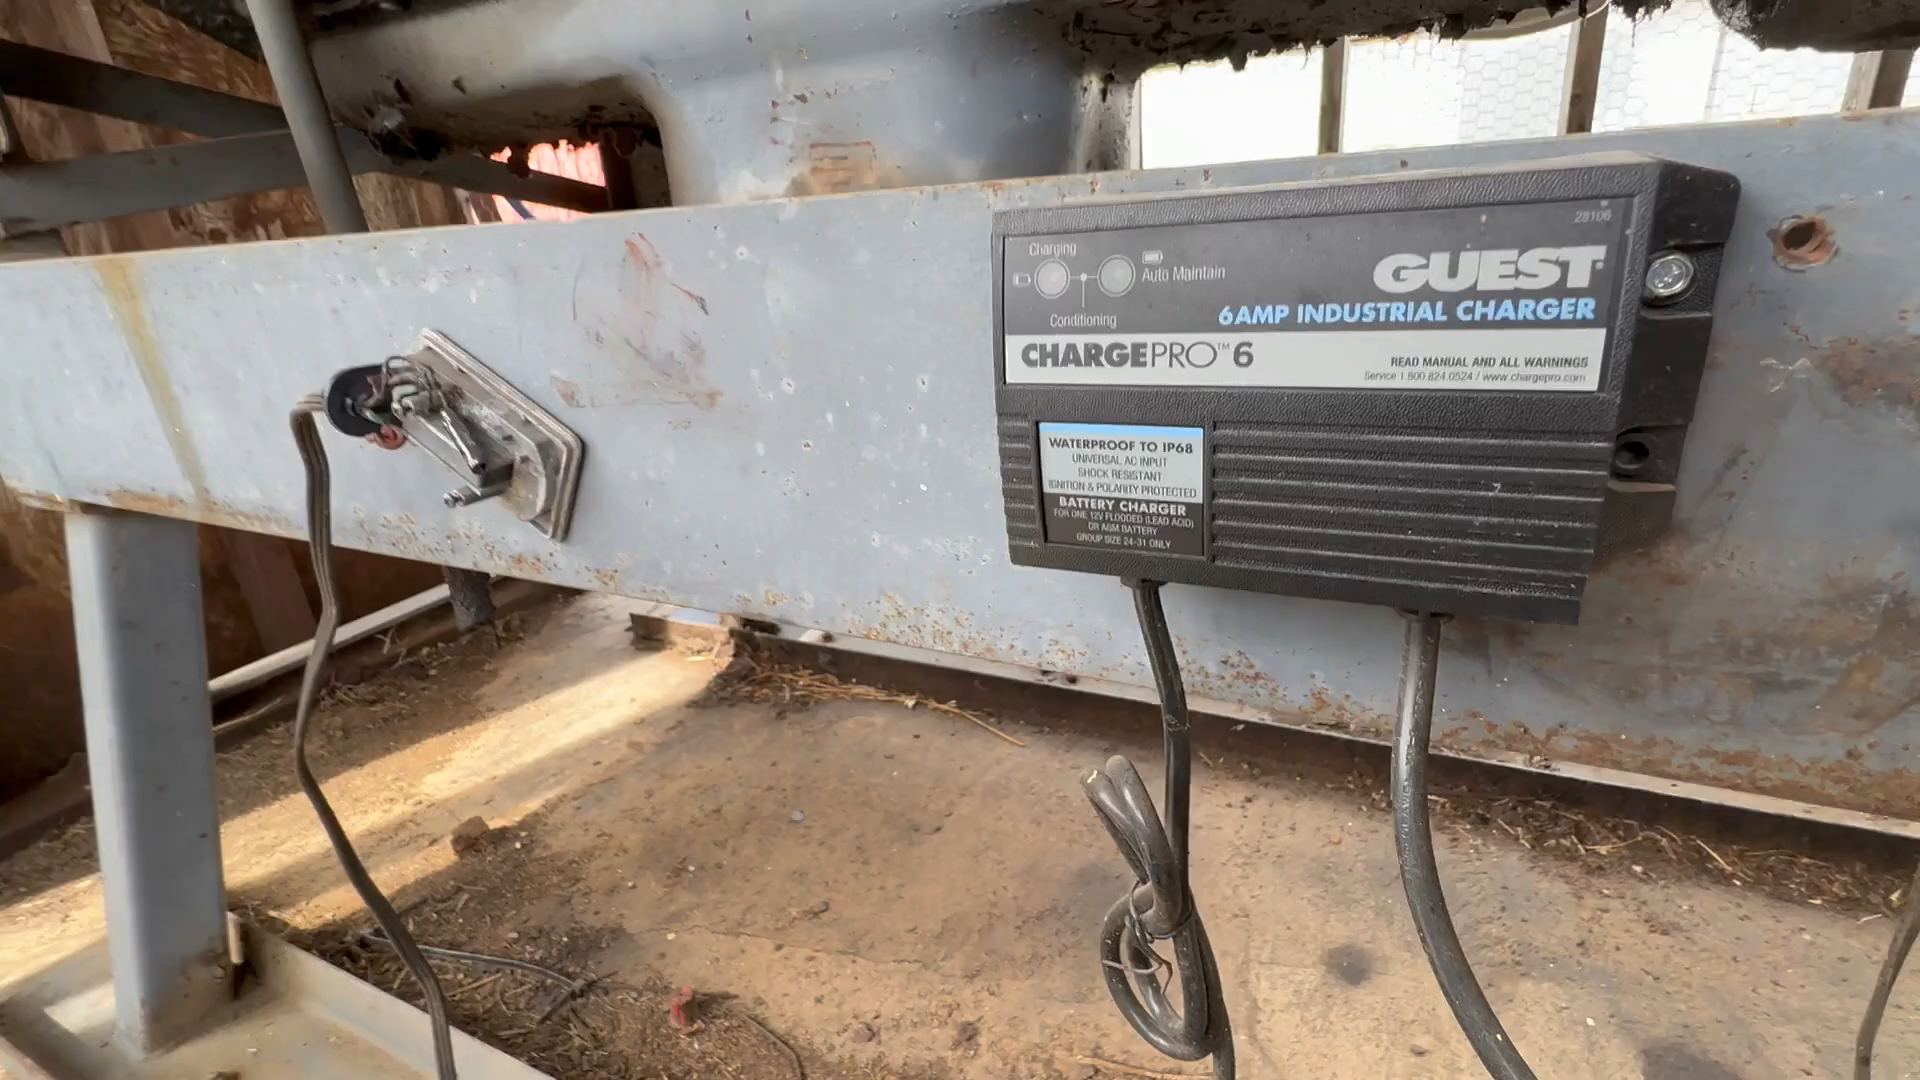 28106
Charging
Auto Maintain
Conditioning
GUEST
6AMP INDUSTRIAL CHARGER
CHARGEPRO™ 6
READ MANUAL AND ALL WARNINGS
Service 1 800 824 0524 / www.chargepro.com
WATERPROOF TO IP68
UNIVERSAL AC INPUT
SHOCK RESISTANT
IGNITION & POLARITY PROTECTED
BATTERY CHARGER
FOR ONE 12V FLOODED (LEAD ACID)
OR AGM BATTERY
GROUP SIZE 24-31 ONLY